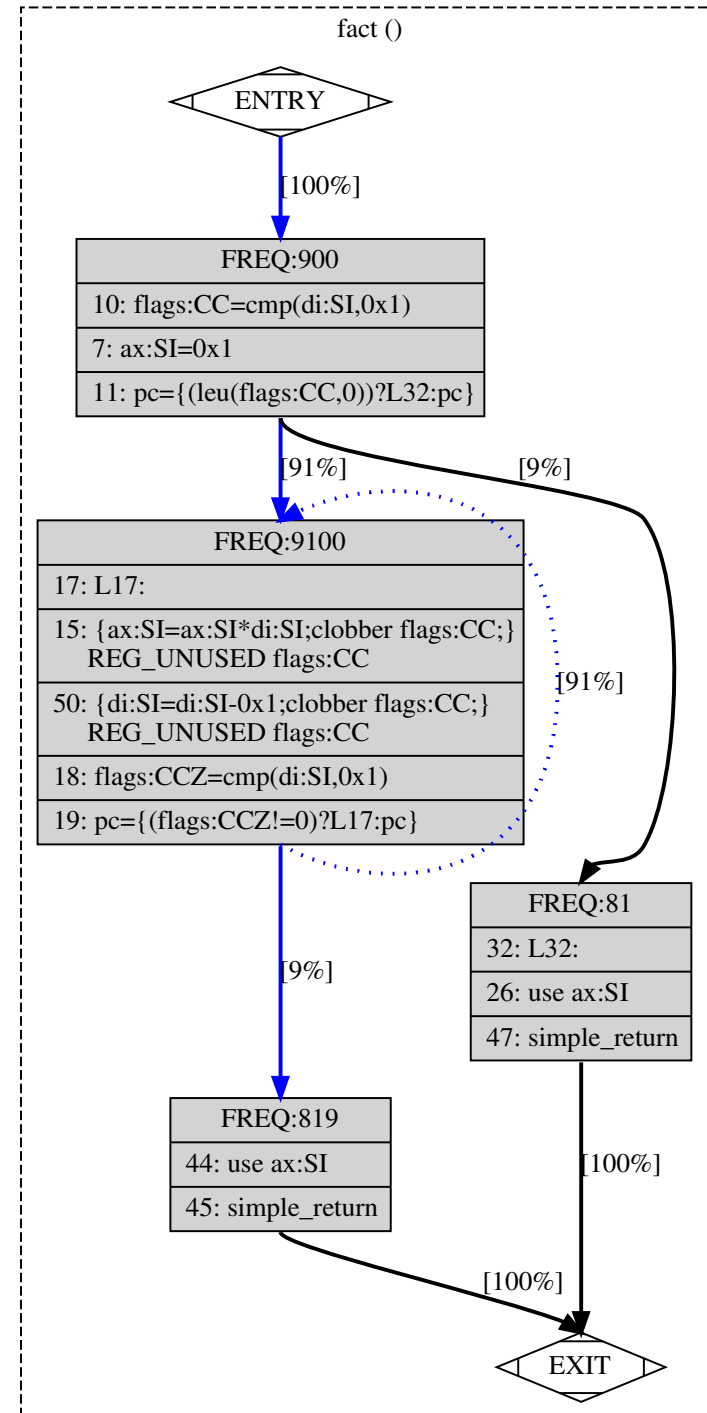 fact ()
ENTRY
[100%]
FREQ:900
10: flags:CC=cmp(di:SI,0x1)
7: ax:SI=0x1
11: pc={(leu(flags:CC,0))?L32:pc}
[91%]
[9%]
FREQ:9100
17: L17:
15: {ax:SI=ax:SI*di:SI;clobber flags:CC;}
REG_UNUSED flags:CC
50: {di:SI=di:SI-0x1;clobber flags:CC;}
REG_UNUSED flags:CC
18: flags:CCZ=cmp(di:SI,0x1)
19: pc={(flags:CCZ!=0)?L17:pc}
[91%]
[9%]
FREQ:81
32: L32:
26: use ax:SI
47: simple_return
FREQ:819
44: use ax:SI
45: simple_return
[100%]
[100%]
EXIT